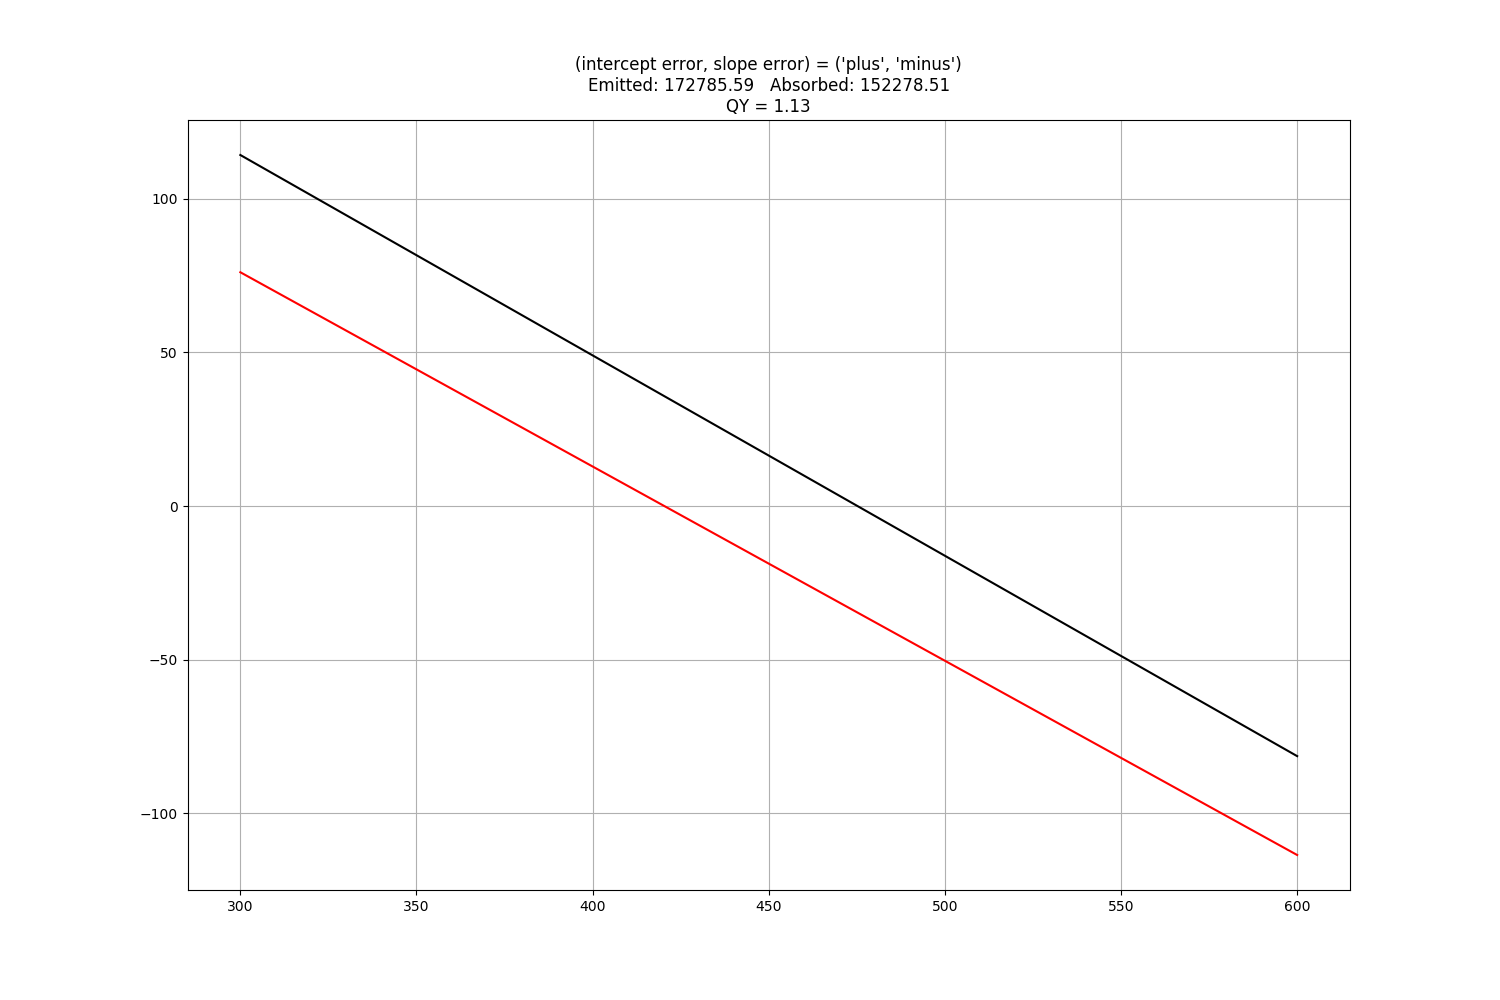 (intercept error, slope error) = ('plus', 'minus')
Emitted: 172785.59   Absorbed: 152278.51
QY = 1.13
100
50
0
−50
−100
300 350 400 450 500 550 600